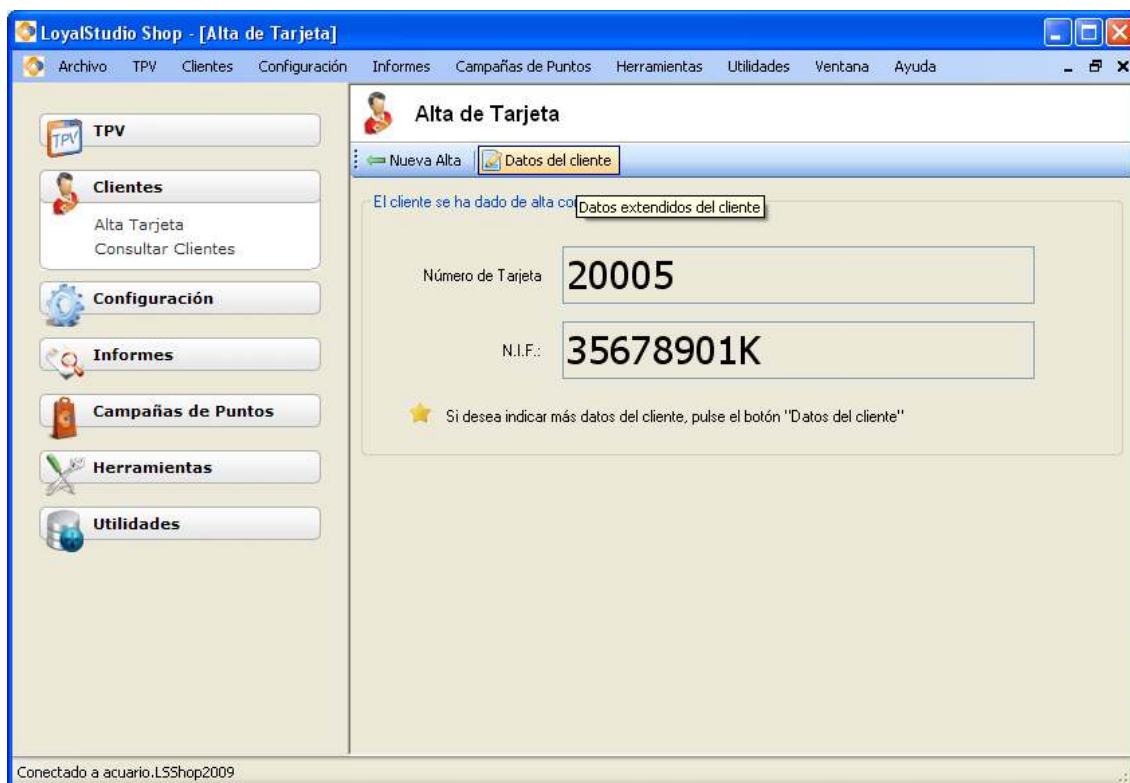 LoyalStudio Shop - [Alta de Tarjeta]
Archivo TPV Clientes Configuración Informes Campañas de Puntos Herramientas Utilidades Ventana Ayuda
TPV
TPV
Clientes
Alta Tarjeta
Consultar Clientes
Configuración
Informes
Campañas de Puntos
Herramientas
Utilidades
Alta de Tarjeta
Nueva Alta Datos del cliente
El cliente se ha dado de alta
Datos extendidos del cliente
Número de Tarjeta 20005
N.I.F.: 35678901K
Si desea indicar más datos del cliente, pulse el botón "Datos del cliente"
Conectado a acuario.LSShop2009